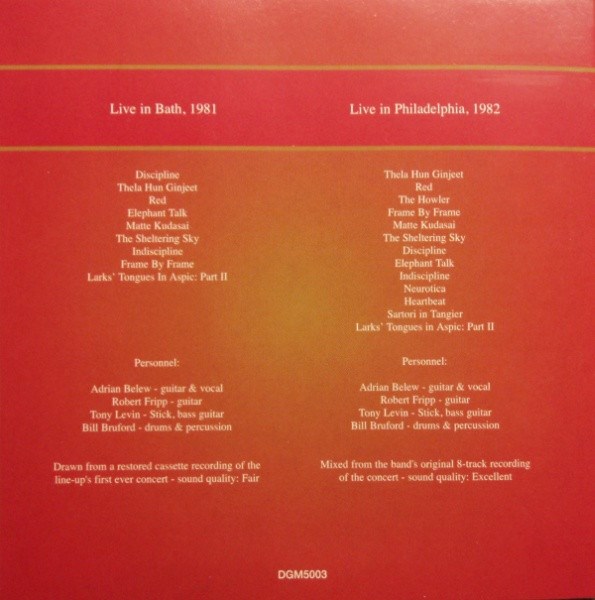 Live in Bath, 1981
Discipline
Thela Hun Ginjeet
Red
Elephant Talk
Matte Kudasai
The Sheltering Sky
Indiscipline
Frame By Frame
Larks' Tongues In Aspic: Part II
Personnel:
Adrian Belew - guitar & vocal
Robert Fripp - guitar
Tony Levin - Stick, bass guitar
Bill Bruford - drums & percussion
Drawn from a restored cassette recording of the
line-up's first ever concert - sound quality: Fair
Live in Philadelphia, 1982
Thela Hun Ginjeet
Red
The Howler
Frame By Frame
Matte Kudasai
The Sheltering Sky
Discipline
Elephant Talk
Indiscipline
Neurotica
Heartbeat
Sartori in Tangier
Larks' Tongues in Aspic: Part II
Personnel:
Adrian Belew - guitar & vocal
Robert Fripp - guitar
Tony Levin - Stick, bass guitar
Bill Bruford - drums & percussion
Mixed from the band's original 8-track recording
of the concert - sound quality: Excellent
DGM5003